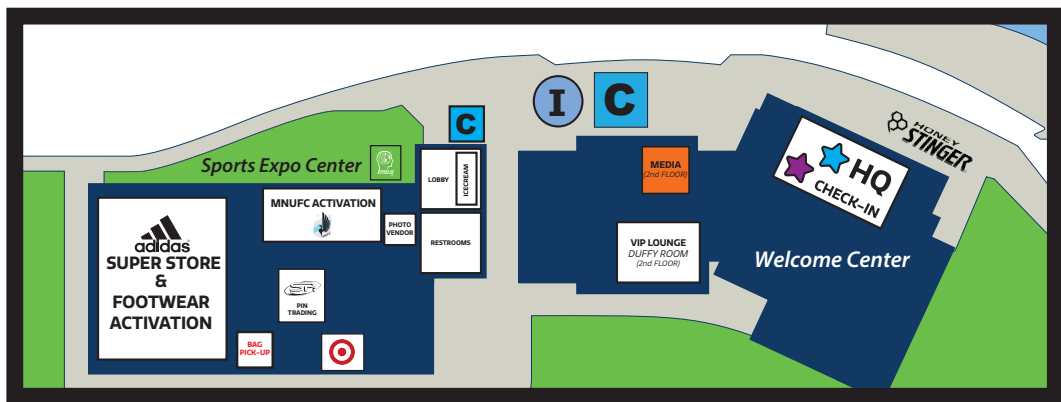 C
I
C
HONEY
STINGER
Sports Expo Center
LOBBY
ICECREAM
MEDIA
(2nd FLOOR)
HQ
CHECK-IN
MNUFC ACTIVATION
PHOTO
VENDOR
RESTROOMS
adidas
SUPER STORE
&
FOOTWEAR
ACTIVATION
VIP LOUNGE
DUFFY ROOM
(2nd FLOOR)
Welcome Center
PIN
TRADING
BAG
PICK-UP